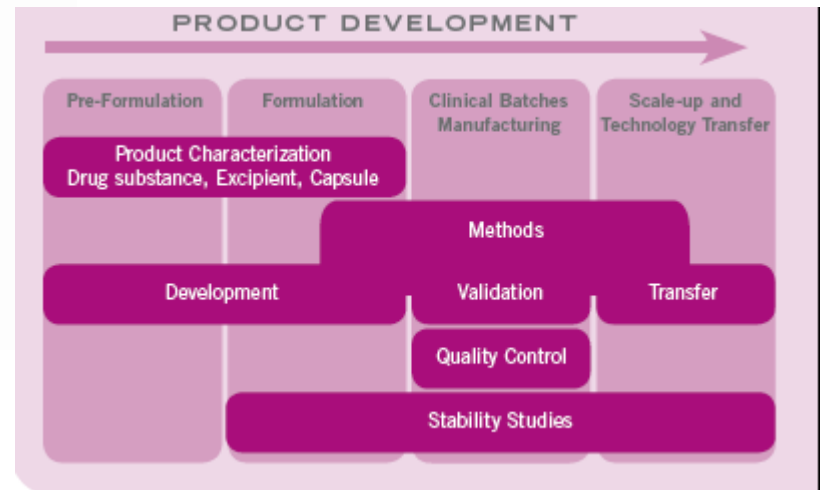 PRODUCT DEVELOPMENT
Pre-Formulation
Formulation
Clinical Batches
Manufacturing
Scale-up and
Technology Transfer
Product Characterization
Drug substance, Excipient, Capsule
Methods
Development
Validation
Transfer
Quality Control
Stability Studies